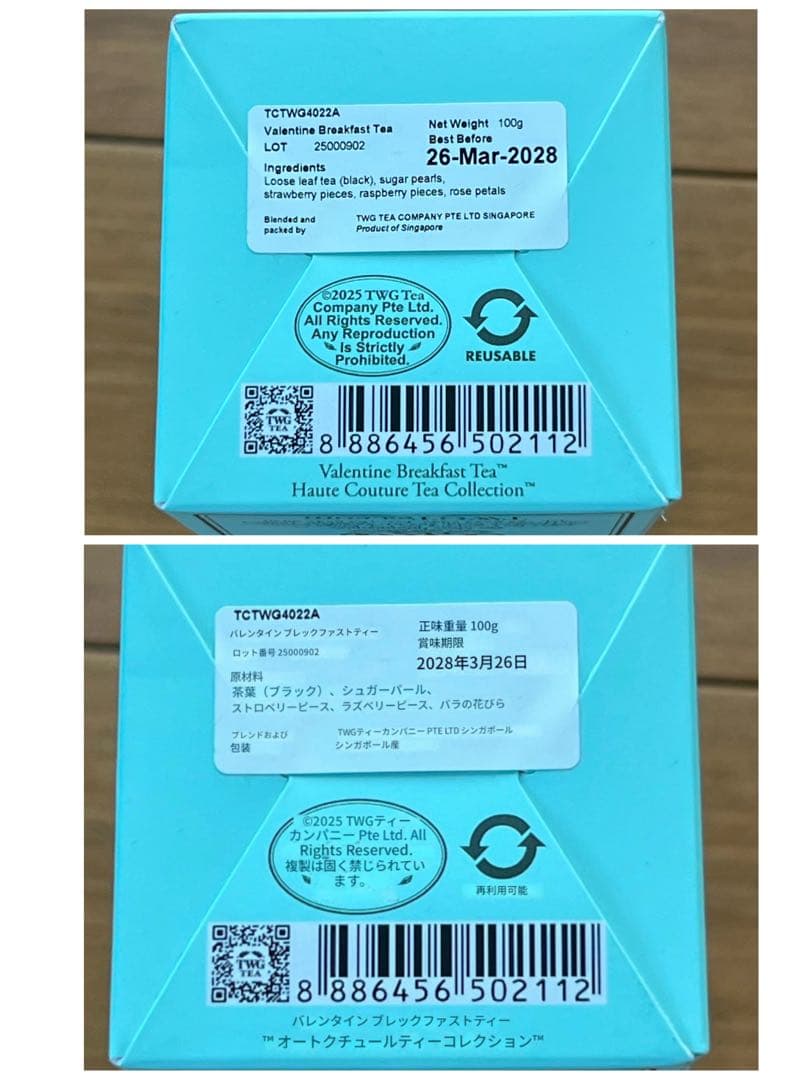 TCTWG4022A
Valentine Breakfast Tea
LOT 25000902
Net Weight 100g
Best Before
26-Mar-2028
Ingredients
Loose leaf tea (black), sugar pearls,
strawberry pieces, raspberry pieces, rose petals
Blended and
packed by
TWG TEA COMPANY PTE LTD SINGAPORE
Product of Singapore
©2025 TWG Tea
Company Pte Ltd.
All Rights Reserved.
Any Reproduction
Is Strictly
Prohibited.
REUSABLE
TWG
TEA
8 886456 502112
Valentine Breakfast Tea™
Haute Couture Tea Collection™
TCTWG4022A
バレンタイン ブレックファストティー
ロット番号 25000902
正味重量 100g
賞味期限
2028年3月26日
原材料
茶葉（ブラック）、シュガーパール、
ストロベリーピース、ラズベリーピース、バラの花びら
ブレンドおよび
包装
TWGティーカンパニー PTE LTD シンガポール
シンガポール産
©2025 TWGティー
カンパニー Pte Ltd. All
Rights Reserved.
複製は固く禁じられてい
ます。
再利用可能
TWG
TEA
8 886456 502112
バレンタイン ブレックファストティー
™ オートクチュールティーコレクション™